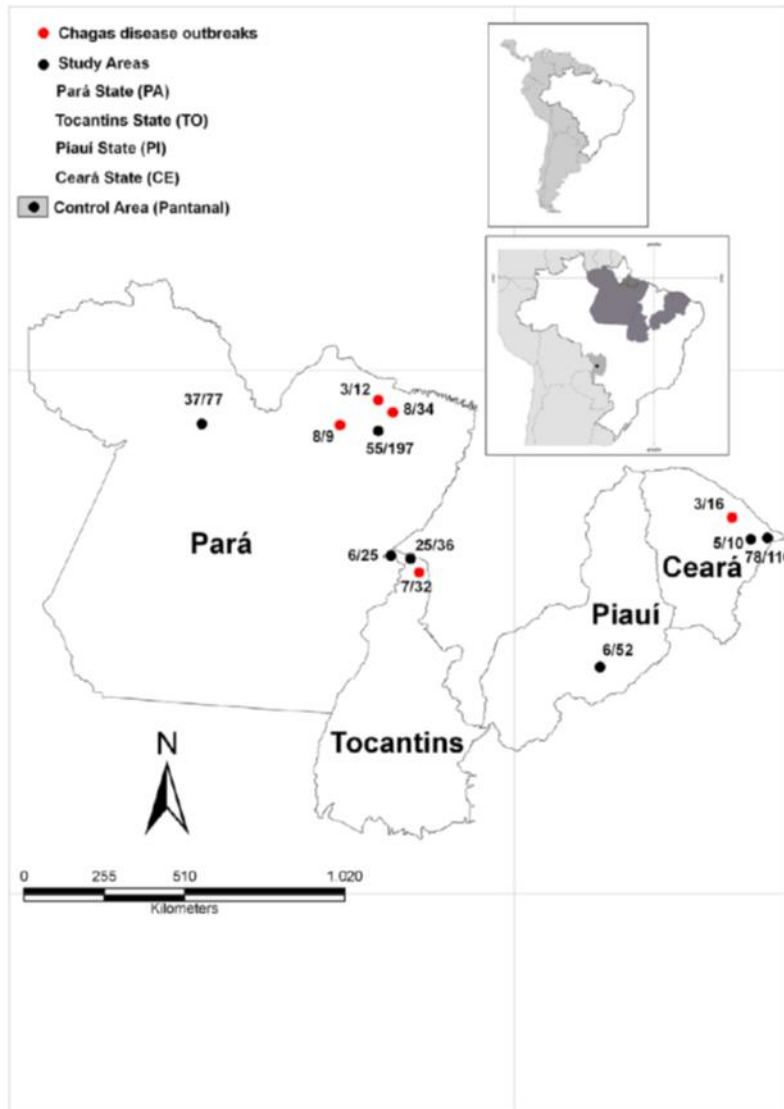 Chagas disease outbreaks
Study Areas
Pará State (PA)
Tocantins State (TO)
Piauí State (PI)
Ceará State (CE)
Control Area (Pantanal)
37/77
3/12
8/34
8/9
55/197
3/16
5/10
Pará
6/25
25/36
7/32
Ceará
Piauí
6/52
Tocantins
N
0 255 510 1.020
Kilometers